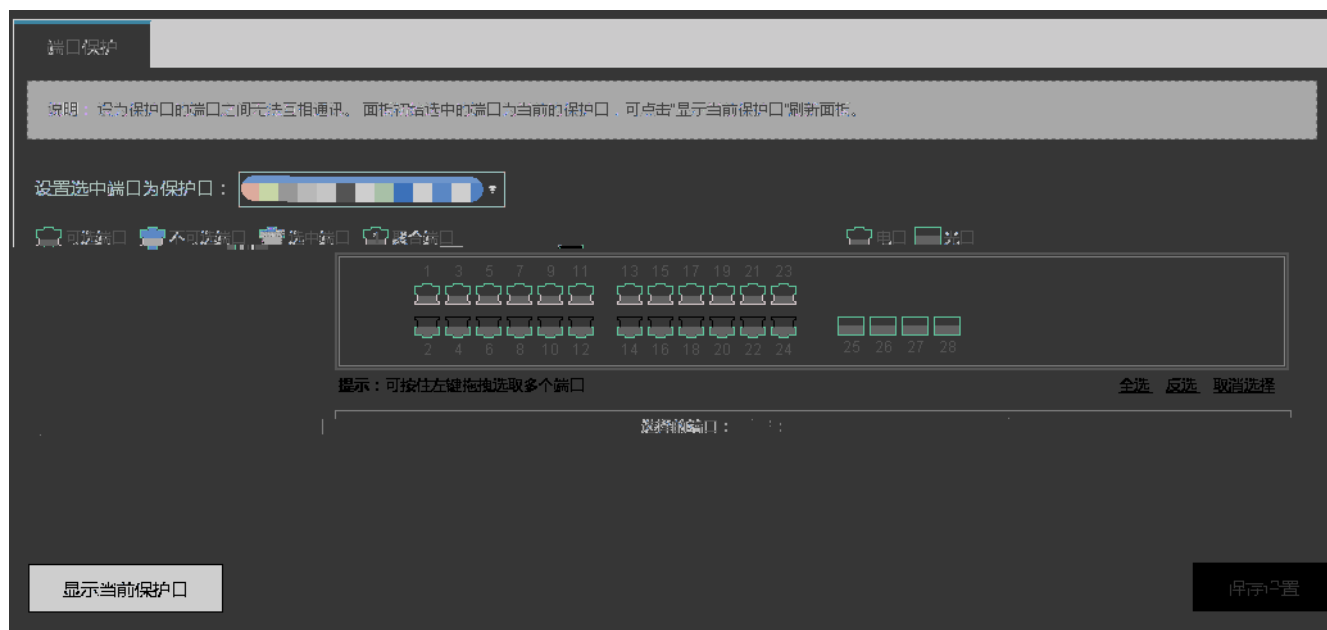 端口保护
说明：设为保护口的端口之间无法互相通讯。 面板初始选中的端口为当前的保护口，可点击"显示当前保护口"刷新面板。
设置选中端口为保护口：
可选端口 不可选端口 选中端口 聚合端口 电口 光口
1 3 5 7 9 11 13 15 17 19 21 23
2 4 6 8 10 12 14 16 18 20 22 24 25 26 27 28
提示：可按住左键拖拽选取多个端口 全选 反选 取消选择
选择的端口：
显示当前保护口 保存设置